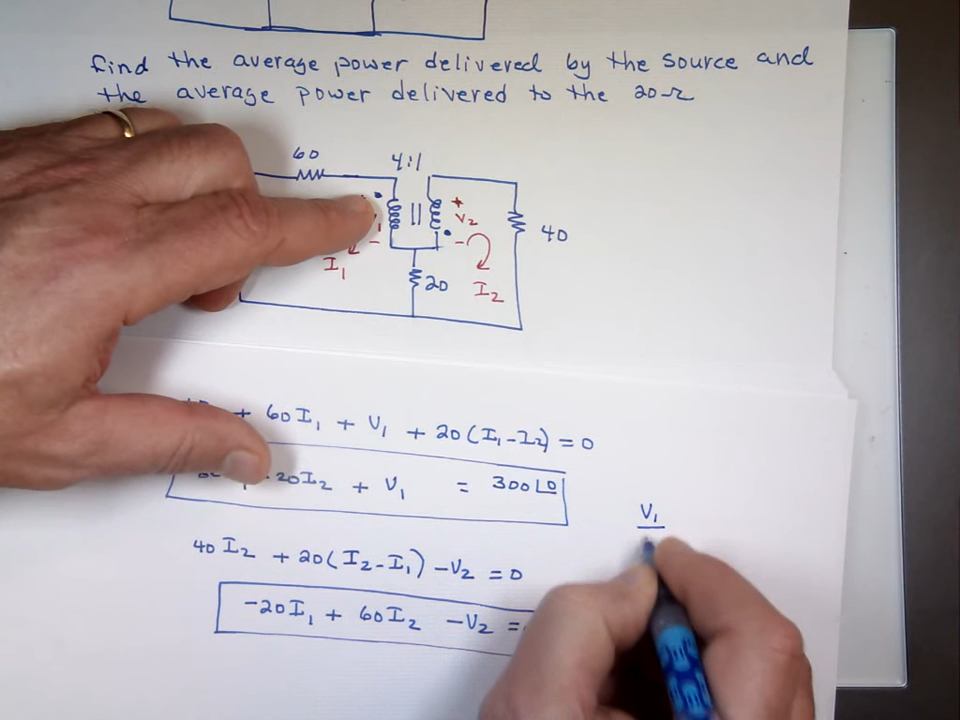 find the average power delivered by the source and
the average power delivered to the 20-Ω
60
4:1
+
V2
-
40
-
I1
20
I2
+ 60I1 + V1 + 20(I1-I2) = 0
20I2 + V1 = 300∠0
40I2 + 20(I2-I1) - V2 = 0
-20I1 + 60I2 - V2 =
V1